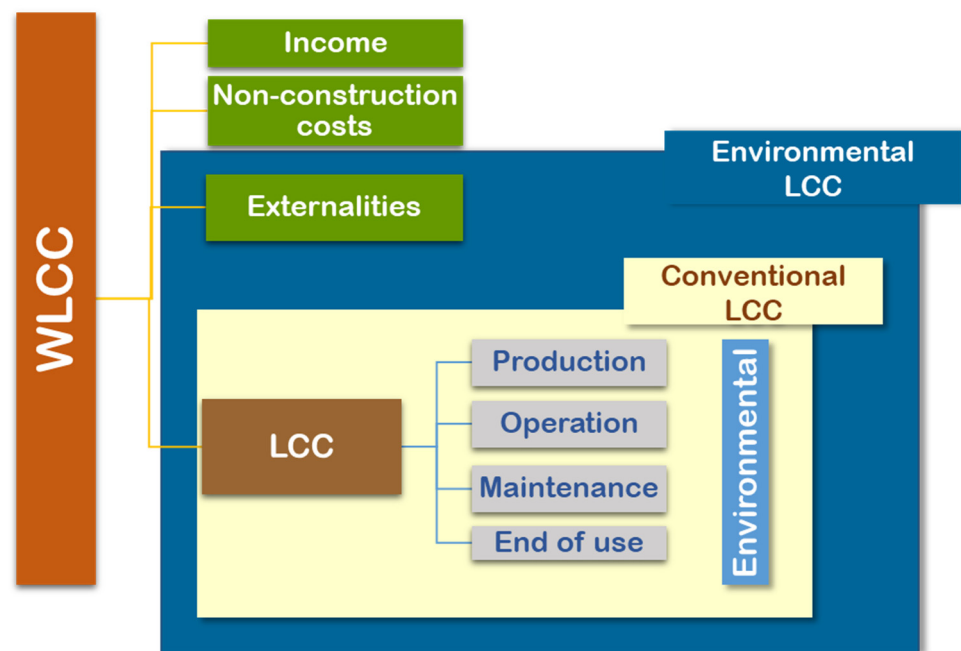 WLCC
Income
Non-construction
costs
Environmental
LCC
Externalities
Conventional
LCC
Production
Operation
LCC
Maintenance
End of use
Environmental